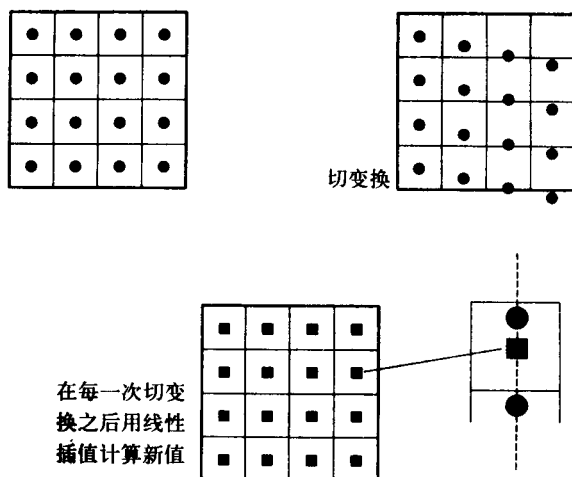 切变换
在每一次切变
换之后用线性
插值计算新值